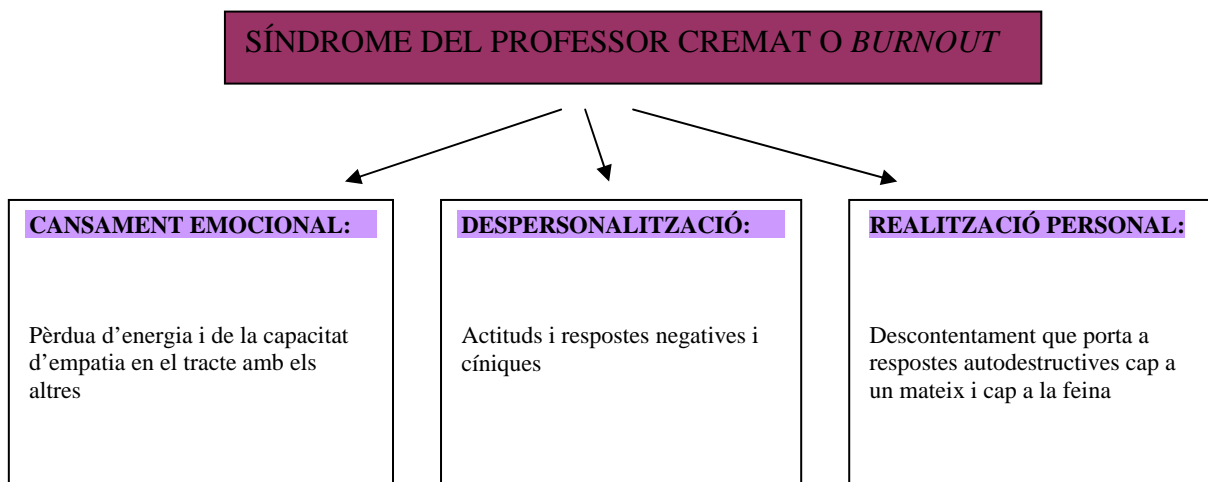 SÍNDROME DEL PROFESSOR CREMAT O BURNOUT
CANSAMENT EMOCIONAL:
Pèrdua d’energia i de la capacitat
d’empatia en el tracte amb els
altres
DESPERSONALITZACIÓ:
Actituds i respostes negatives i
cíniques
REALITZACIÓ PERSONAL:
Descontentament que porta a
respostes autodestructives cap a
un mateix i cap a la feina